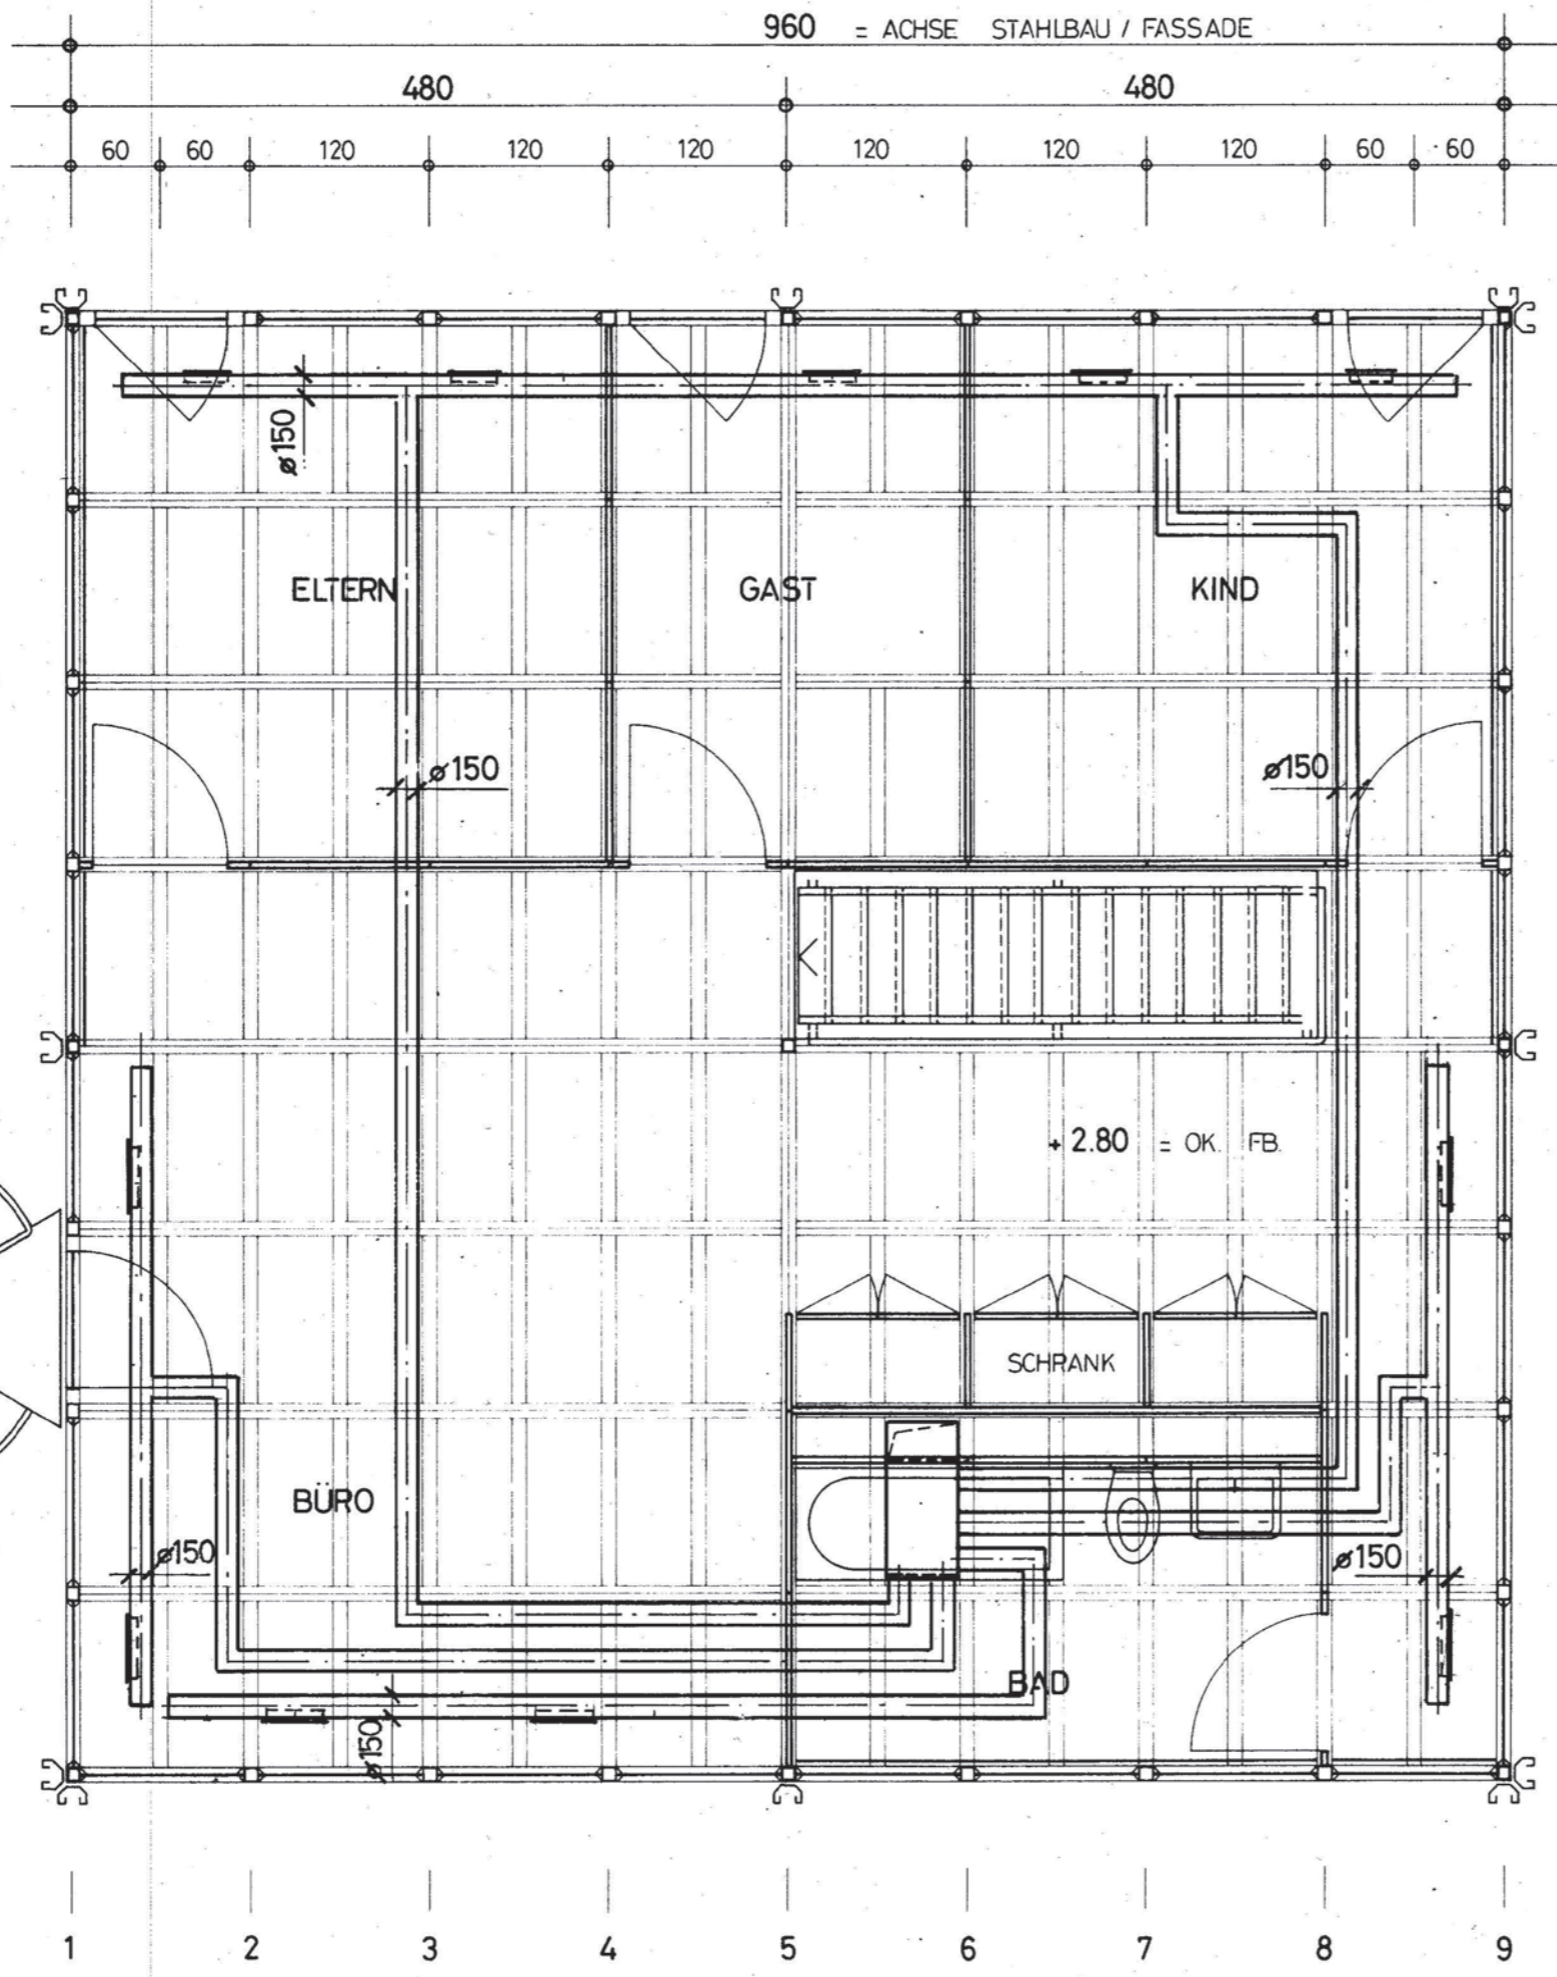 960 = ACHSE STAHLBAU / FASSADE
480 480
60 60 120 120 120 120 120 120 60 60
ø150
ELTERN GAST KIND
ø150 ø150
+ 2.80 = OK. FB.
SCHRANK
BÜRO
ø150 ø150
BAD
ø150
1 2 3 4 5 6 7 8 9